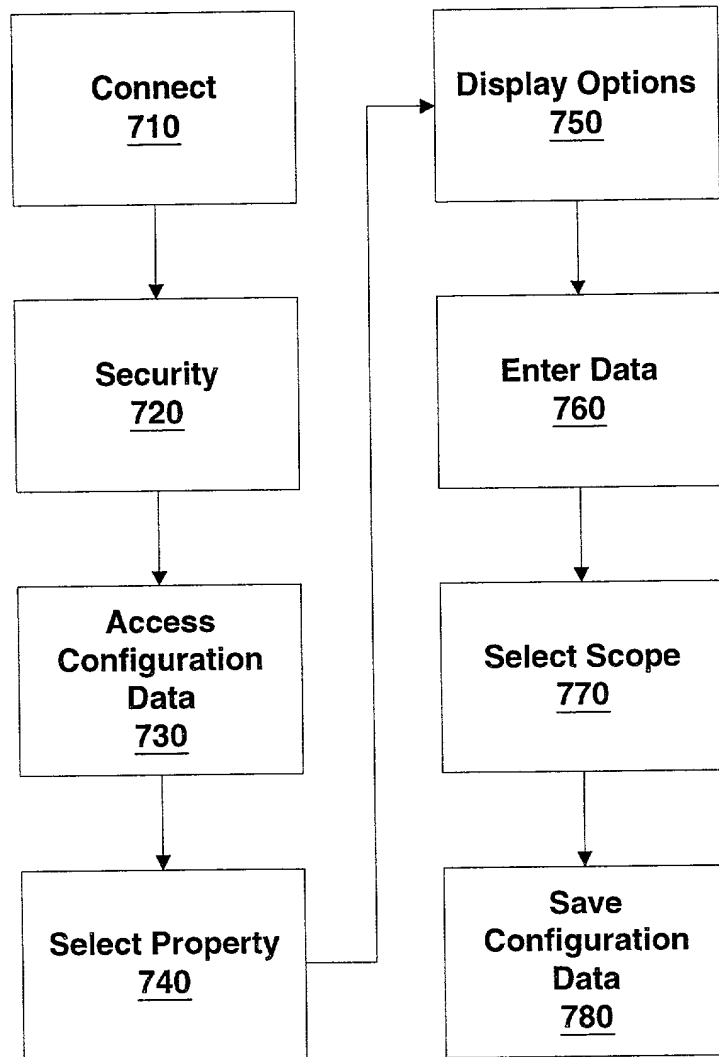 Connect
710
Security
720
Access
Configuration
Data
730
Select Property
740
Display Options
750
Enter Data
760
Select Scope
770
Save
Configuration
Data
780